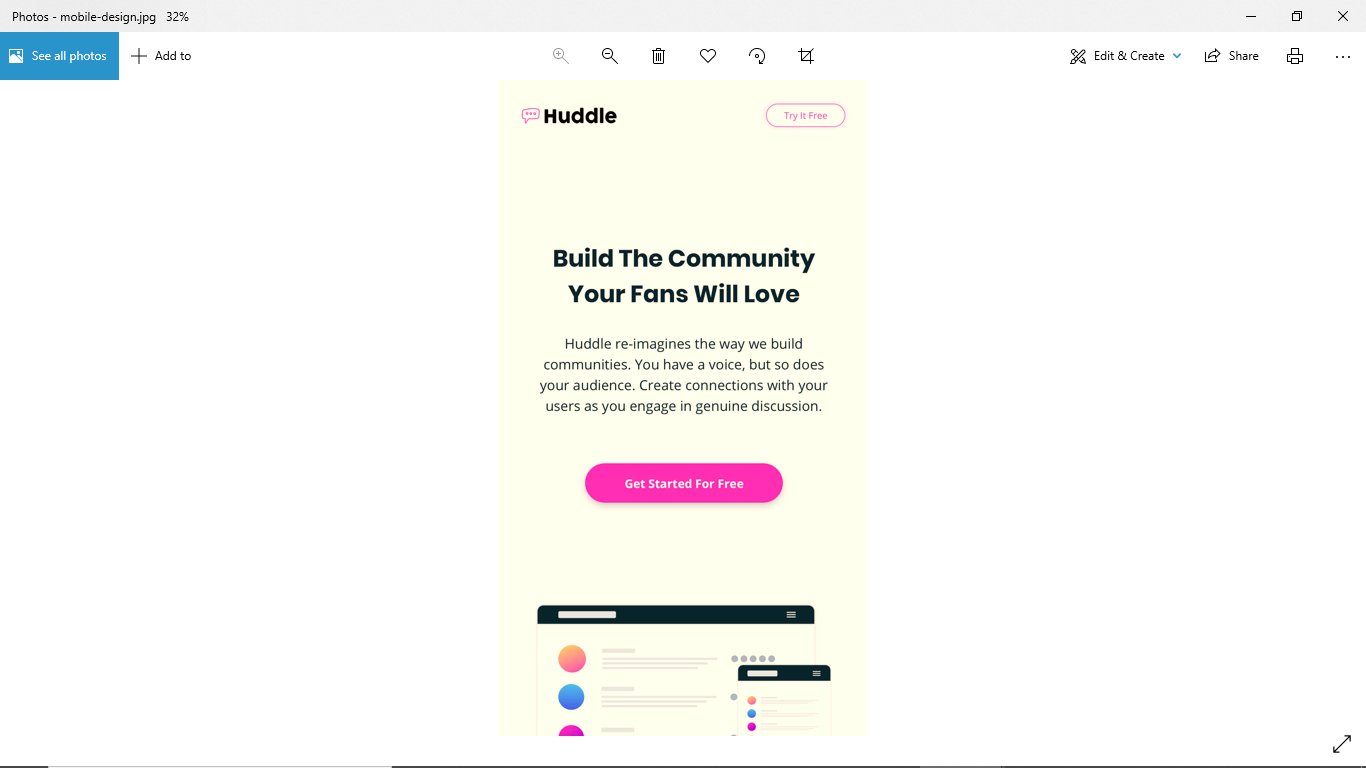 Photos - mobile-design.jpg 32%
See all photos
Add to
Edit & Create
Share
Huddle
Try It Free
Build The Community
Your Fans Will Love
Huddle re-imagines the way we build
communities. You have a voice, but so does
your audience. Create connections with your
users as you engage in genuine discussion.
Get Started For Free